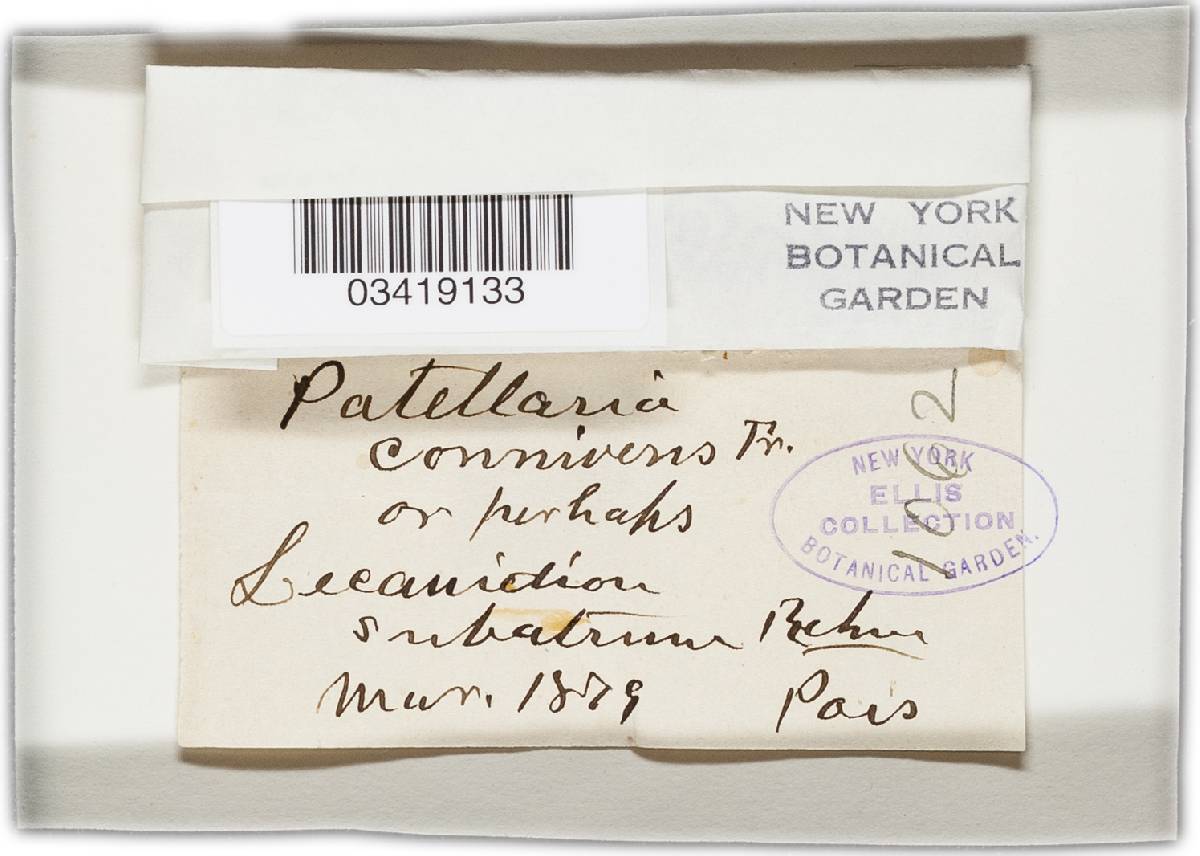 NEW YORK
BOTANICAL
GARDEN
03419133
Patellaria
connivens Fr.
or perhaps
Lecanidion
subatrum Rehm
Mar. 1879 Pois
1062
NEW YORK
ELLIS
COLLECTION
BOTANICAL GARDEN.